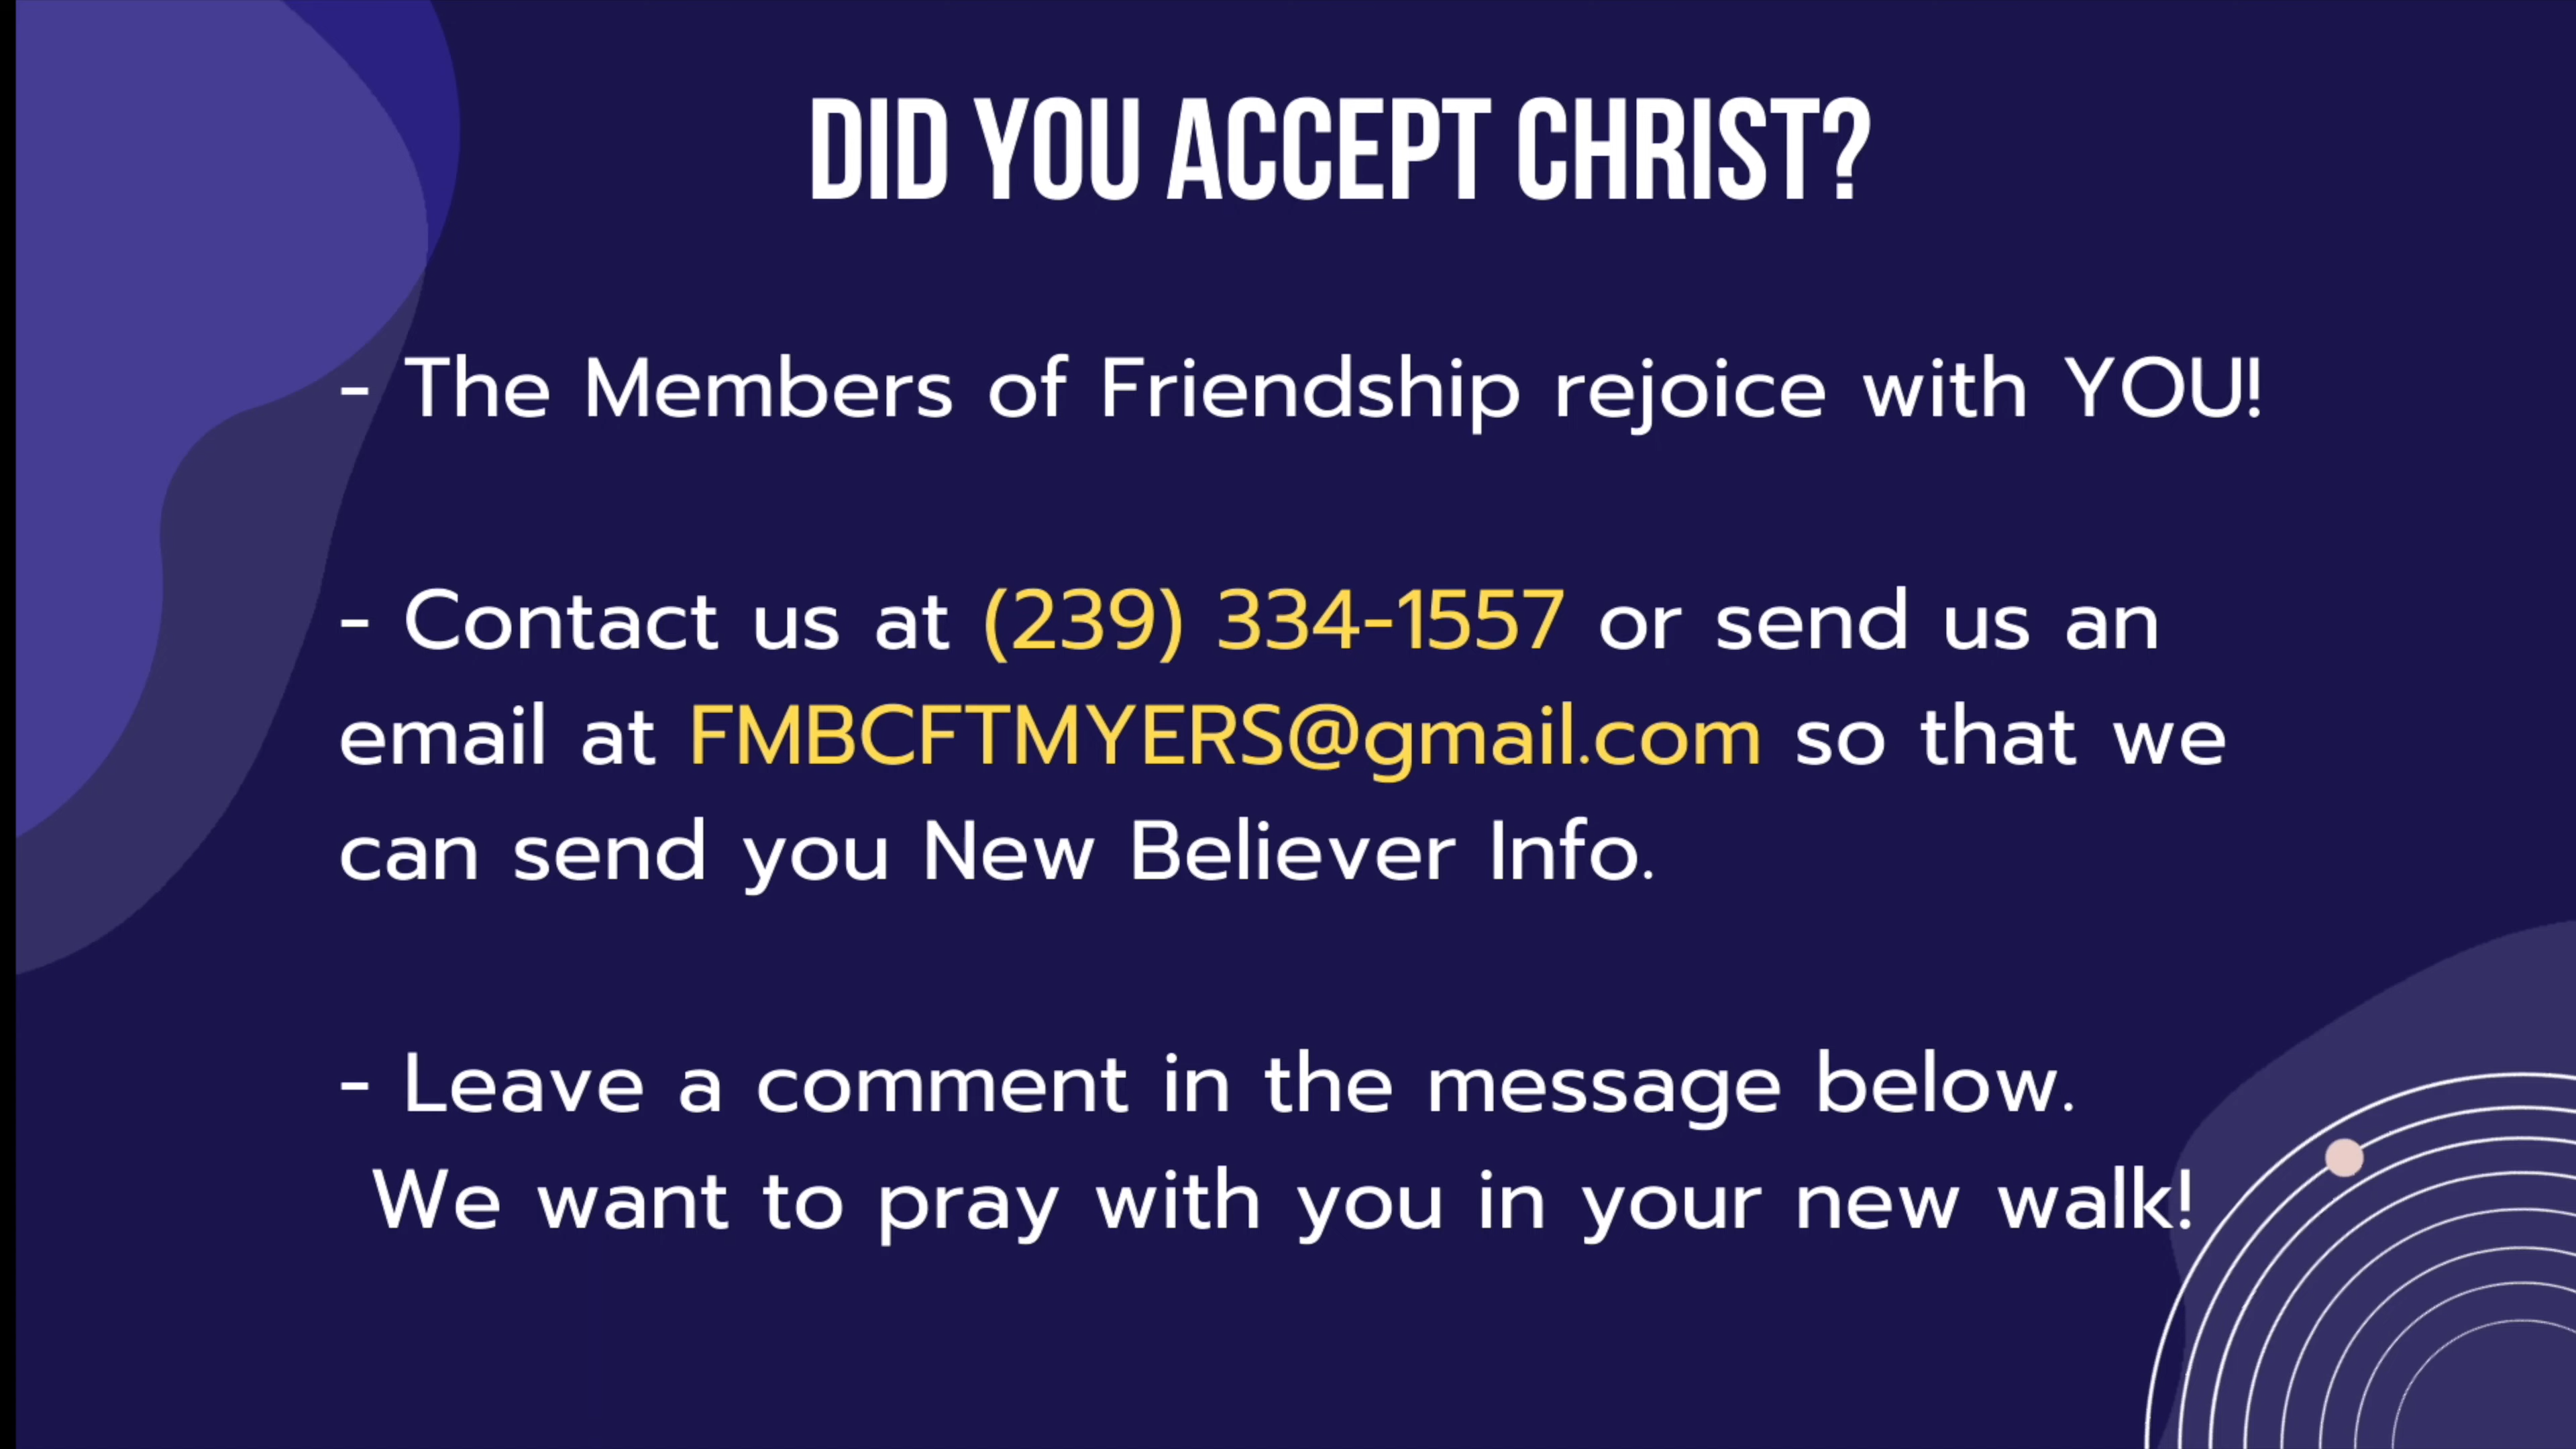 DID YOU ACCEPT CHRIST?
- The Members of Friendship rejoice with YOU!
- Contact us at (239) 334-1557 or send us an
email at FMBCFTMYERS@gmail.com so that we
can send you New Believer Info.
- Leave a comment in the message below.
We want to pray with you in your new walk!